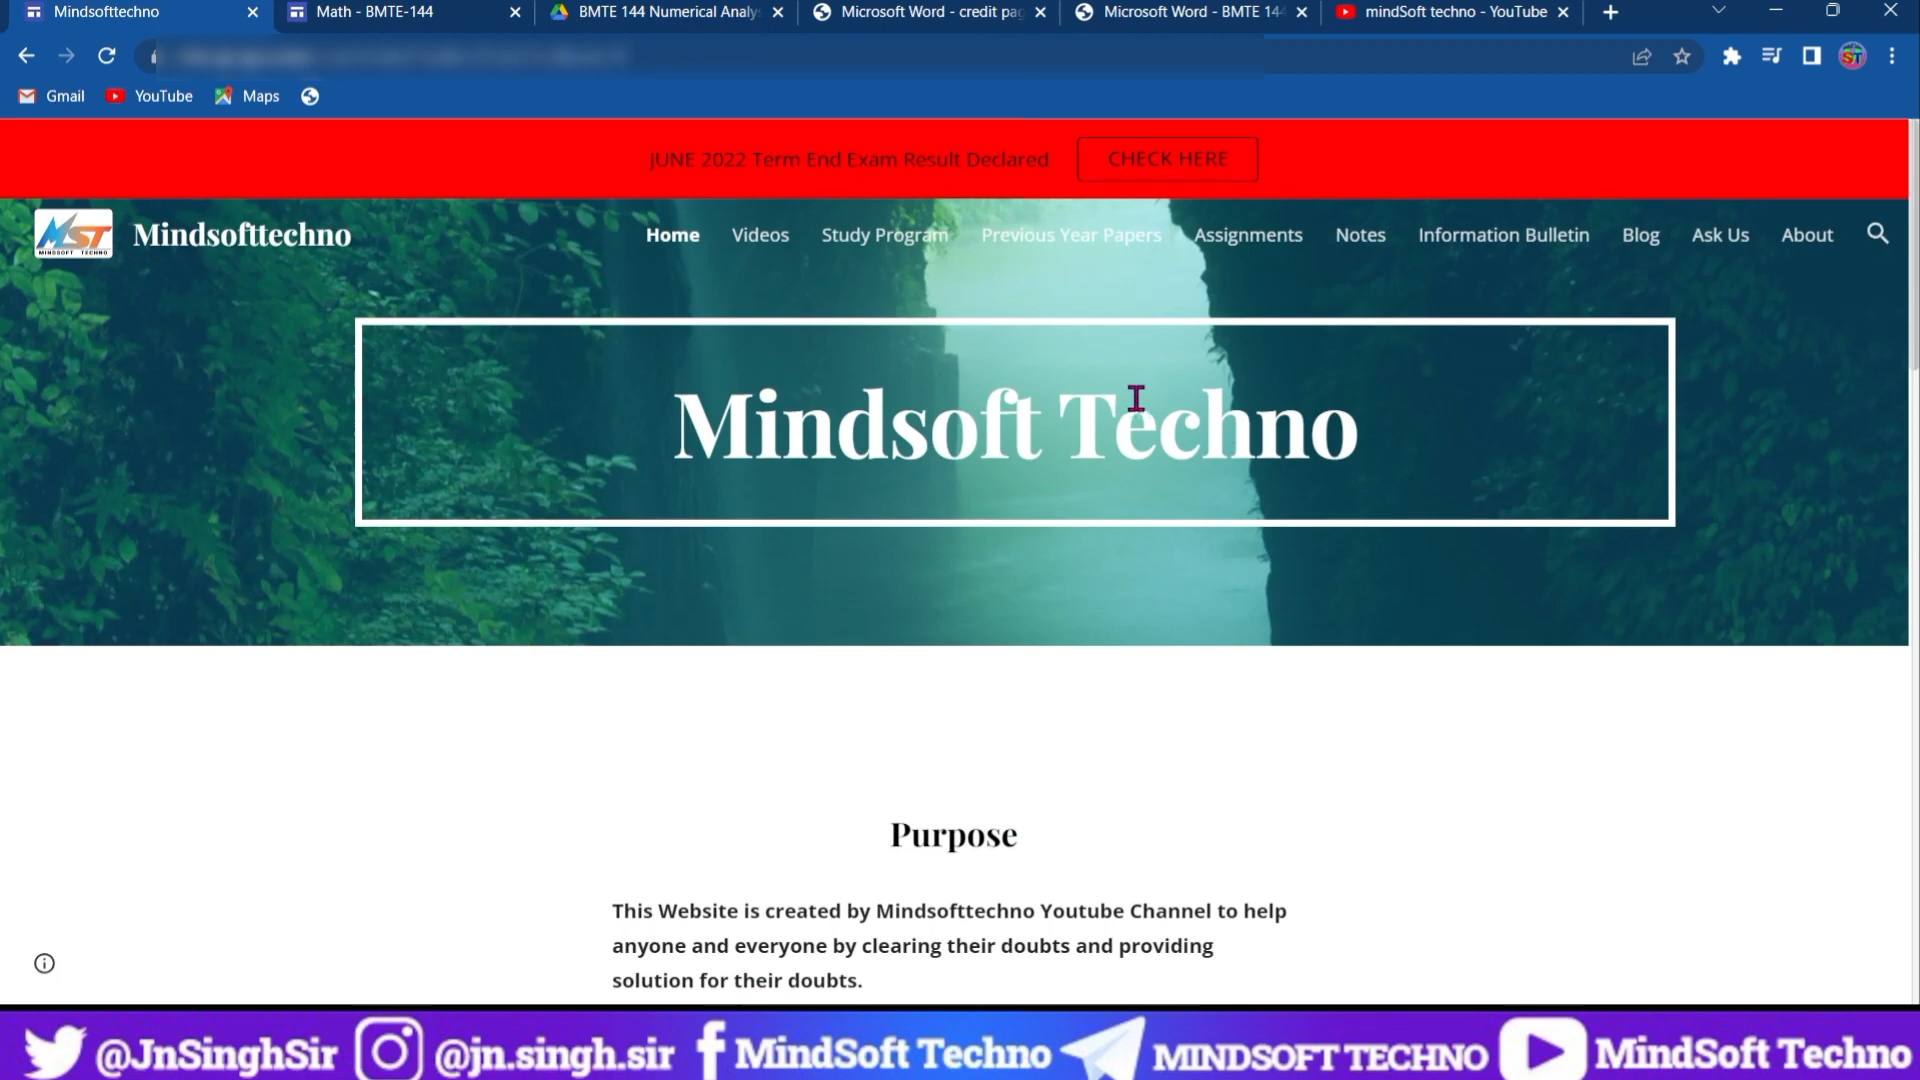 Mindsofttechno
Math - BMTE-144
BMTE 144 Numerical Analy
Microsoft Word - credit pag
Microsoft Word - BMTE 144
mindSoft techno - YouTube
Gmail
YouTube
Maps
JUNE 2022 Term End Exam Result Declared
CHECK HERE
MST
MINDSOFT TECHNO
Mindsofttechno
Home
Videos
Study Program
Previous Year Papers
Assignments
Notes
Information Bulletin
Blog
Ask Us
About
Mindsoft Techno
Purpose
This Website is created by Mindsofttechno Youtube Channel to help
anyone and everyone by clearing their doubts and providing
solution for their doubts.
@JnSinghSir
@jn.singh.sir
MindSoft Techno
MINDSOFT TECHNO
MindSoft Techno